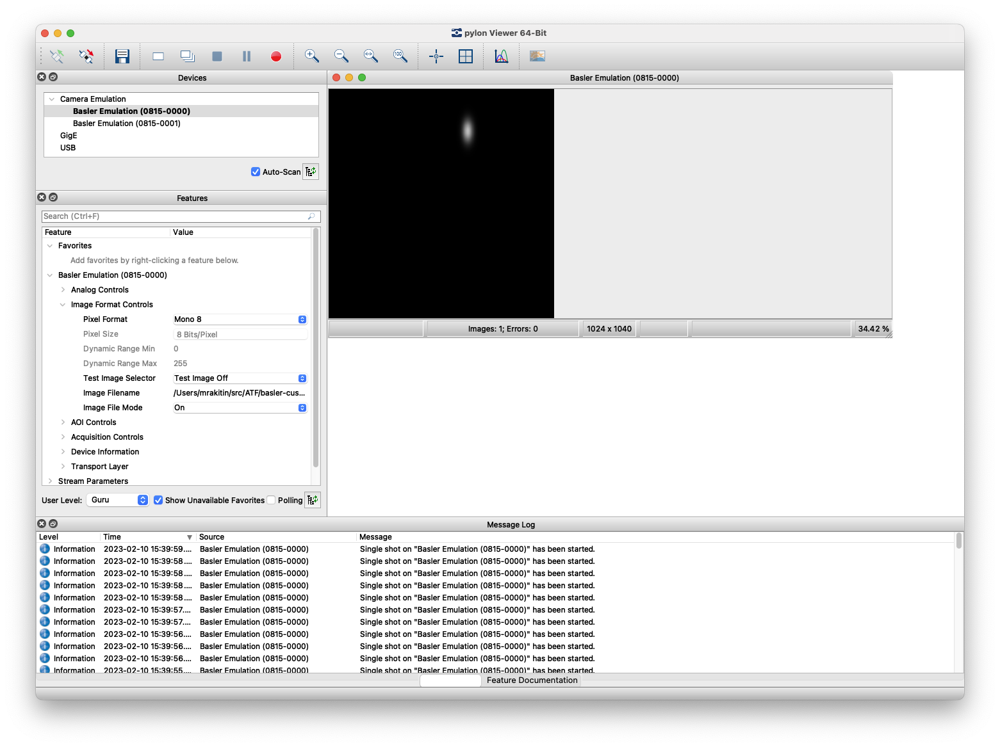 pylon Viewer 64-Bit
100
Devices
Camera Emulation
Basler Emulation (0815-0000)
Basler Emulation (0815-0001)
GigE
USB
Auto-Scan
Features
Search (Ctrl+F)
Feature Value
Favorites
Add favorites by right-clicking a feature below.
Basler Emulation (0815-0000)
Analog Controls
Image Format Controls
Pixel Format Mono 8
Pixel Size 8 Bits/Pixel
Dynamic Range Min 0
Dynamic Range Max 255
Test Image Selector Test Image Off
Image Filename /Users/mrakitin/src/ATF/basler-cus...
Image File Mode On
AOI Controls
Acquisition Controls
Device Information
Transport Layer
Stream Parameters
User Level: Guru Show Unavailable Favorites Polling
Basler Emulation (0815-0000)
Images: 1; Errors: 0 1024 x 1040 34.42 %
Message Log
Level Time Source Message
Information 2023-02-10 15:39:59.... Basler Emulation (0815-0000) Single shot on "Basler Emulation (0815-0000)" has been started.
Information 2023-02-10 15:39:58.... Basler Emulation (0815-0000) Single shot on "Basler Emulation (0815-0000)" has been started.
Information 2023-02-10 15:39:58.... Basler Emulation (0815-0000) Single shot on "Basler Emulation (0815-0000)" has been started.
Information 2023-02-10 15:39:58.... Basler Emulation (0815-0000) Single shot on "Basler Emulation (0815-0000)" has been started.
Information 2023-02-10 15:39:58.... Basler Emulation (0815-0000) Single shot on "Basler Emulation (0815-0000)" has been started.
Information 2023-02-10 15:39:57.... Basler Emulation (0815-0000) Single shot on "Basler Emulation (0815-0000)" has been started.
Information 2023-02-10 15:39:57.... Basler Emulation (0815-0000) Single shot on "Basler Emulation (0815-0000)" has been started.
Information 2023-02-10 15:39:56.... Basler Emulation (0815-0000) Single shot on "Basler Emulation (0815-0000)" has been started.
Information 2023-02-10 15:39:56.... Basler Emulation (0815-0000) Single shot on "Basler Emulation (0815-0000)" has been started.
Information 2023-02-10 15:39:56.... Basler Emulation (0815-0000) Single shot on "Basler Emulation (0815-0000)" has been started.
Information 2023-02-10 15:39:55.... Basler Emulation (0815-0000) Single shot on "Basler Emulation (0815-0000)" has been started.
Feature Documentation